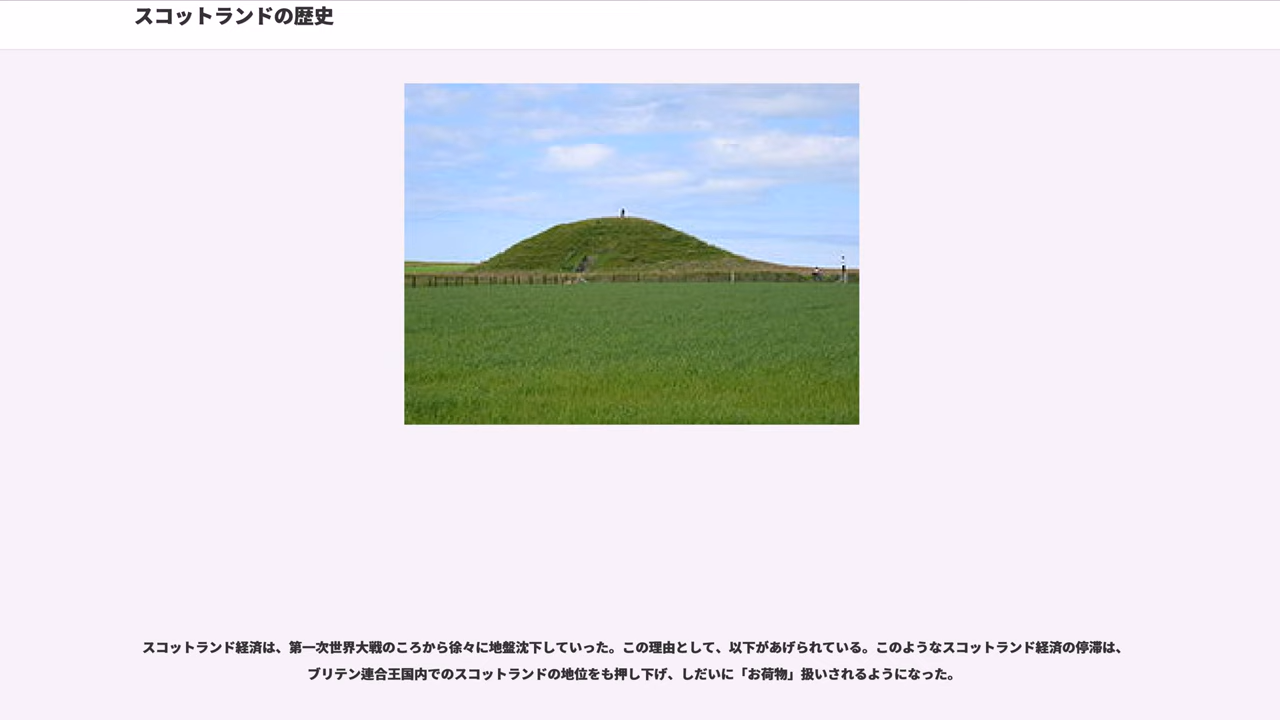 スコットランドの歴史
スコットランド経済は、第一次世界大戦のころから徐々に地盤沈下していった。この理由として、以下があげられている。このようなスコットランド経済の停滞は、
ブリテン連合王国内でのスコットランドの地位をも押し下げ、しだいに「お荷物」扱いされるようになった。